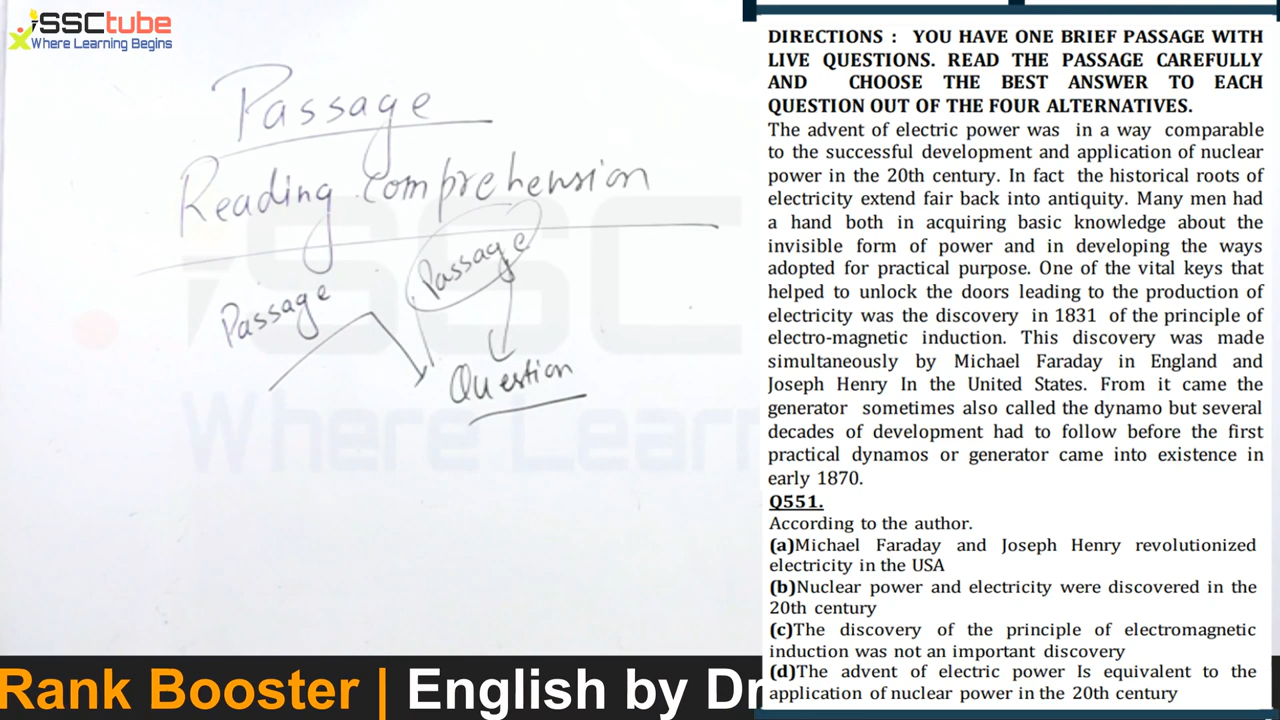 SSCtube
Where Learning Begins
Passage
Reading Comprehension
Passage
Passage
Question
Where Learn
Rank Booster | English by Dr
DIRECTIONS : YOU HAVE ONE BRIEF PASSAGE WITH
LIVE QUESTIONS. READ THE PASSAGE CAREFULLY
AND CHOOSE THE BEST ANSWER TO EACH
QUESTION OUT OF THE FOUR ALTERNATIVES.
The advent of electric power was in a way comparable
to the successful development and application of nuclear
power in the 20th century. In fact the historical roots of
electricity extend fair back into antiquity. Many men had
a hand both in acquiring basic knowledge about the
invisible form of power and in developing the ways
adopted for practical purpose. One of the vital keys that
helped to unlock the doors leading to the production of
electricity was the discovery in 1831 of the principle of
electro-magnetic induction. This discovery was made
simultaneously by Michael Faraday in England and
Joseph Henry In the United States. From it came the
generator sometimes also called the dynamo but several
decades of development had to follow before the first
practical dynamos or generator came into existence in
early 1870.
Q551.
According to the author.
(a)Michael Faraday and Joseph Henry revolutionized
electricity in the USA
(b)Nuclear power and electricity were discovered in the
20th century
(c)The discovery of the principle of electromagnetic
induction was not an important discovery
(d)The advent of electric power Is equivalent to the
application of nuclear power in the 20th century